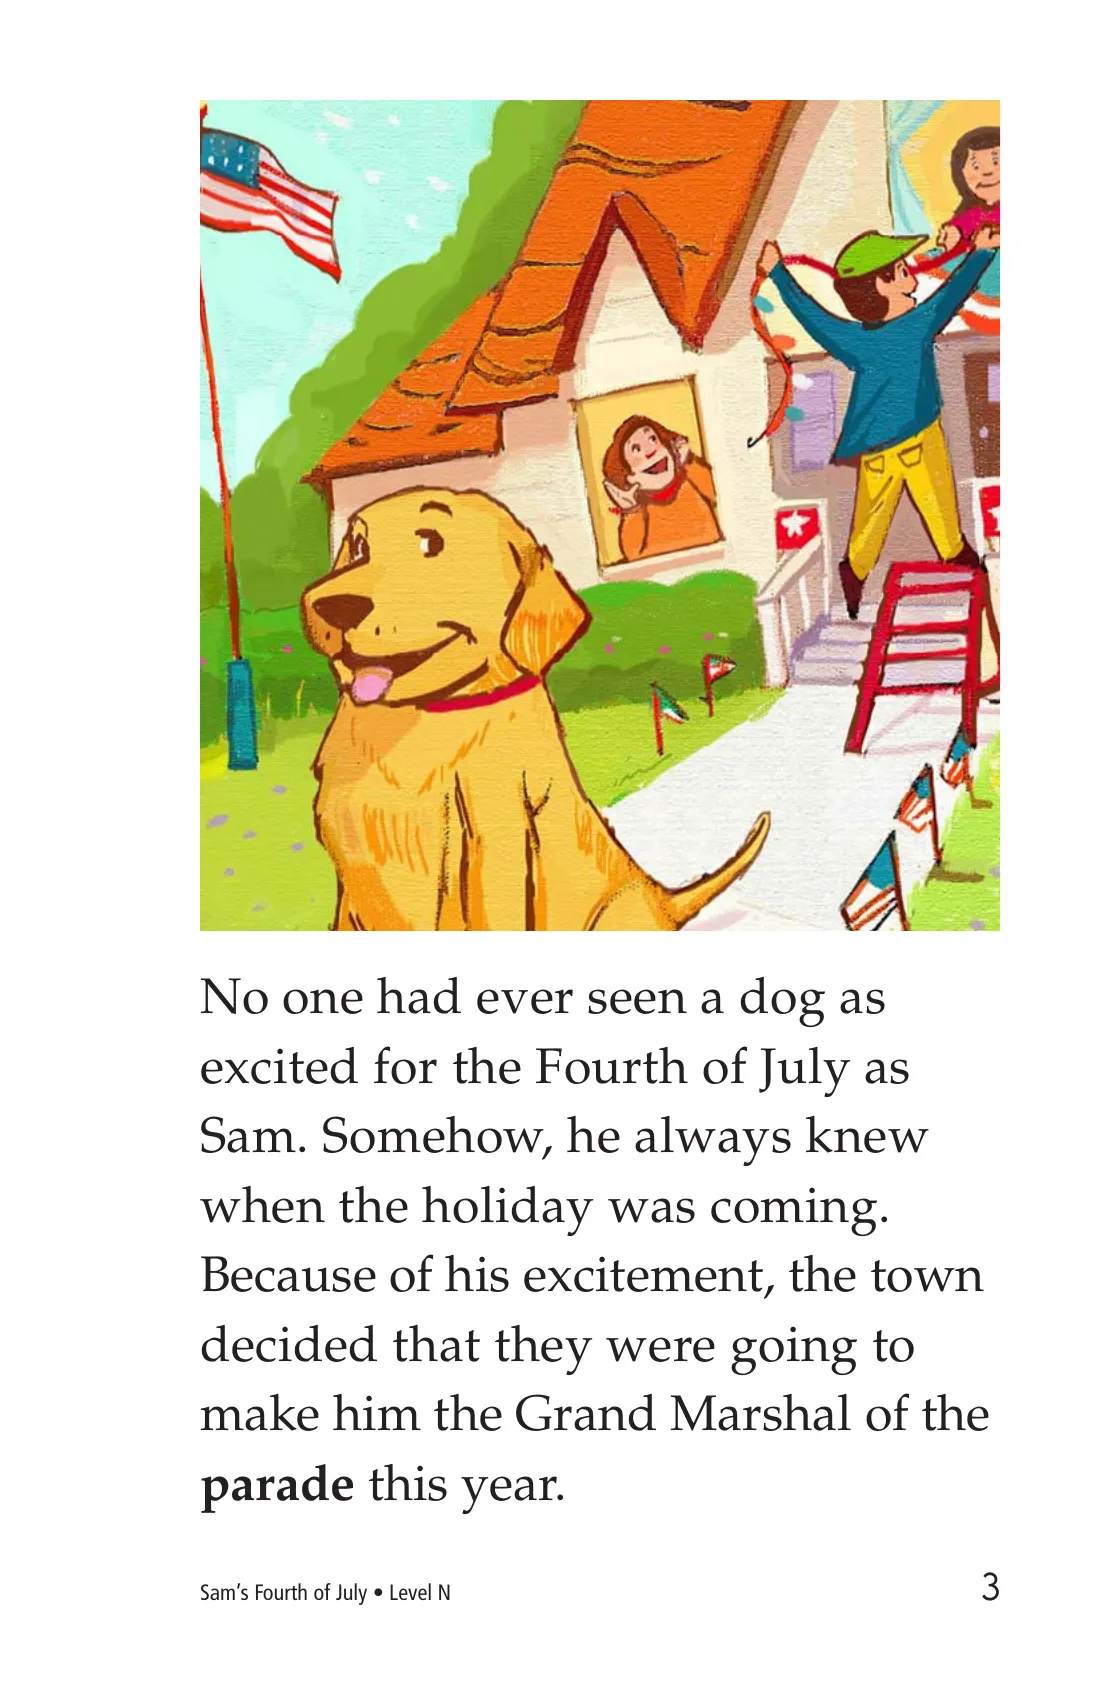 No one had ever seen a dog as
excited for the Fourth of July as
Sam. Somehow, he always knew
when the holiday was coming.
Because of his excitement, the town
decided that they were going to
make him the Grand Marshal of the
parade this year.
Sam’s Fourth of July • Level N
3